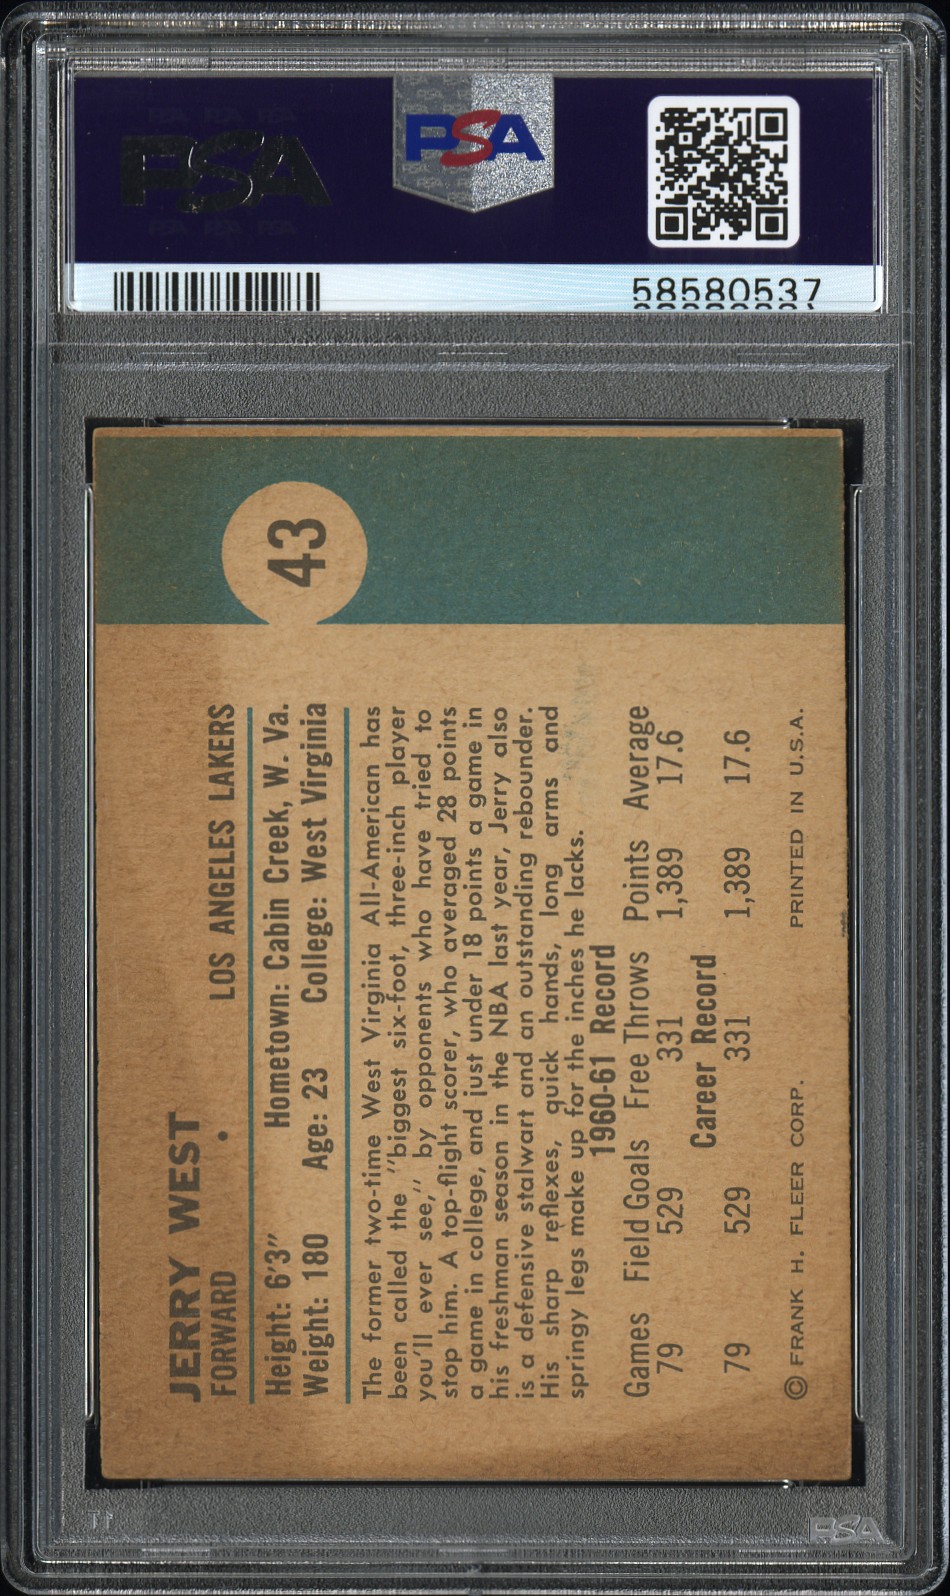 PSA
PSA
58580537
43
JERRY WEST
FORWARD • LOS ANGELES LAKERS
Height: 6'3" Hometown: Cabin Creek, W. Va.
Weight: 180 Age: 23 College: West Virginia
The former two-time West Virginia All-American has
been called the "biggest six-foot, three-inch player
you'll ever see," by opponents who have tried to
stop him. A top-flight scorer, who averaged 28 points
a game in college, and just under 18 points a game in
his freshman season in the NBA last year, Jerry also
is a defensive stalwart and an outstanding rebounder.
His sharp reflexes, quick hands, long arms and
springy legs make up for the inches he lacks.
1960-61 Record
Games Field Goals Free Throws Points Average
79 529 331 1,389 17.6
Career Record
79 529 331 1,389 17.6
© FRANK H. FLEER CORP. PRINTED IN U.S.A.
PSA